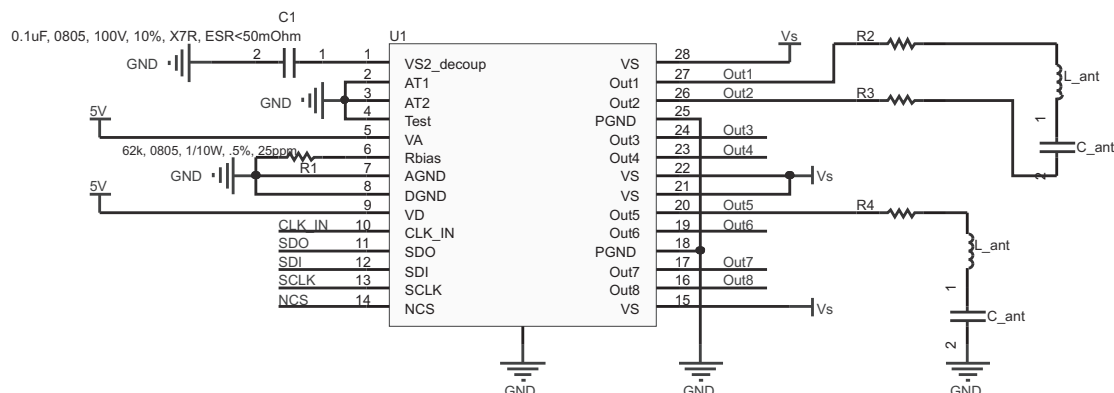 C1
0.1uF, 0805, 100V, 10%, X7R, ESR<50mOhm
GND 2 1
U1
1 VS2_decoup
2 AT1
GND 3 AT2
4 Test
5V 5 VA
62k, 0805, 1/10W, .5%, 25ppm
R1 6 Rbias
GND 7 AGND
8 DGND
5V 9 VD
CLK_IN 10 CLK_IN
SDO 11 SDO
SDI 12 SDI
SCLK 13 SCLK
NCS 14 NCS
VS 28 Vs
Out1 27 Out1 R2
Out2 26 Out2 R3
PGND 25
Out3 24 Out3
Out4 23 Out4
VS 22 Vs
VS 21
Out5 20 Out5 R4
Out6 19 Out6
PGND 18
Out7 17 Out7
Out8 16 Out8
VS 15 Vs
L_ant
1
C_ant
2
L_ant
1
C_ant
2
GND
GND
GND